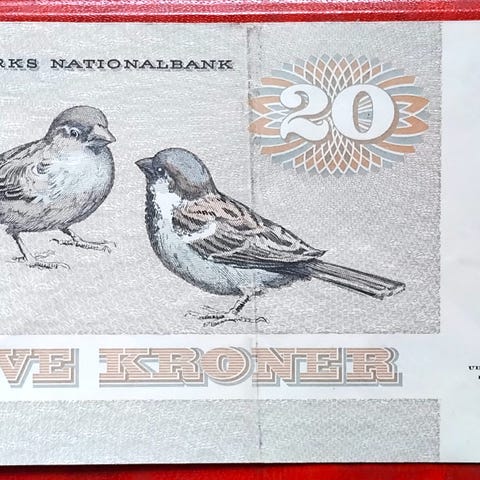 RKS NATIONALBANK
20
VE KRONER